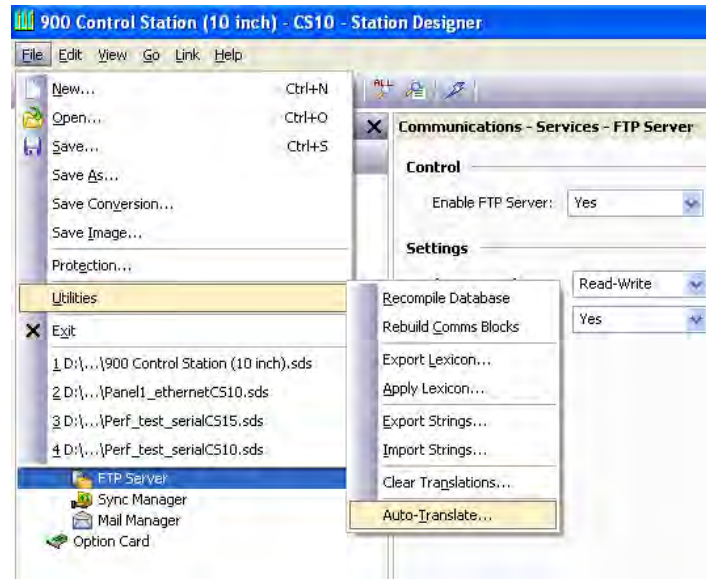 900 Control Station (10 inch) - CS10 - Station Designer
File Edit View Go Link Help
New... Ctrl+N
Open... Ctrl+O
Save... Ctrl+S
Save As...
Save Conversion...
Save Image...
Protection...
Utilities
Exit
1 D:\...\900 Control Station (10 inch).sds
2 D:\...\Panel1_ethernetCS10.sds
3 D:\...\Perf_test_serialCS15.sds
4 D:\...\Perf_test_serialCS10.sds
FTP Server
Sync Manager
Mail Manager
Option Card
ALL
Communications - Services - FTP Server
Control
Enable FTP Server: Yes
Settings
Read-Write
Yes
Recompile Database
Rebuild Comms Blocks
Export Lexicon...
Apply Lexicon...
Export Strings...
Import Strings...
Clear Translations...
Auto-Translate...